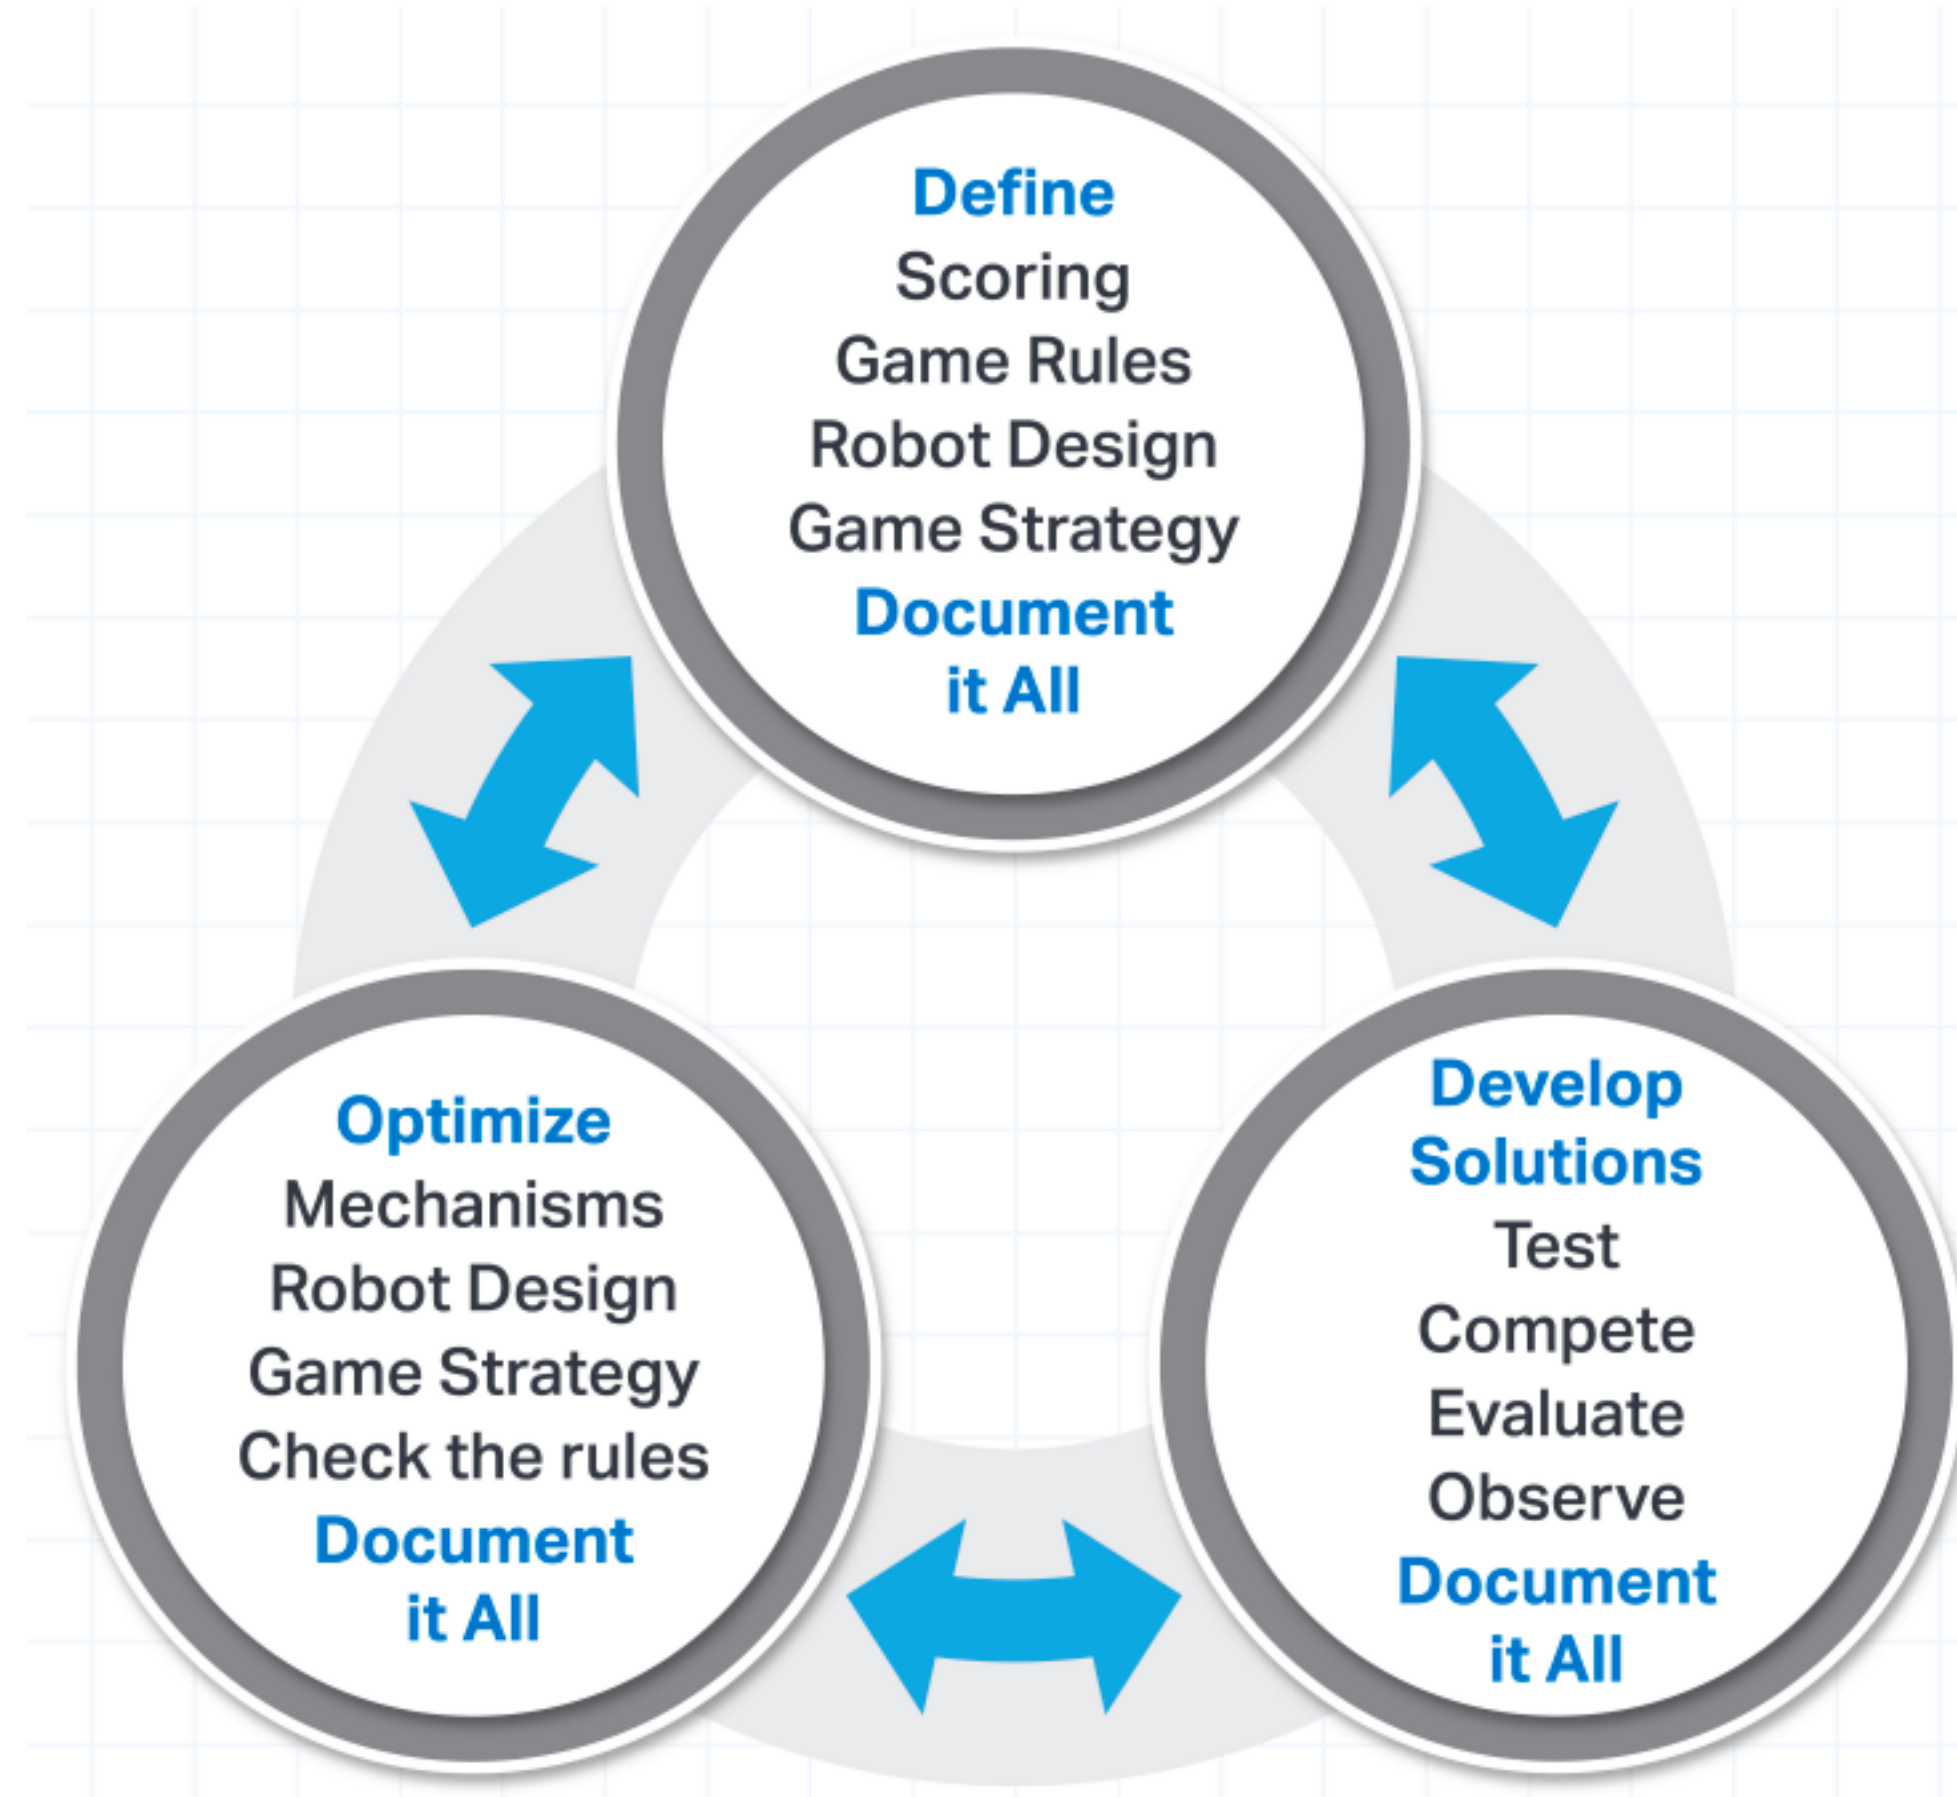 Define
Scoring
Game Rules
Robot Design
Game Strategy
Document
it All
Optimize
Mechanisms
Robot Design
Game Strategy
Check the rules
Document
it All
Develop
Solutions
Test
Compete
Evaluate
Observe
Document
it All